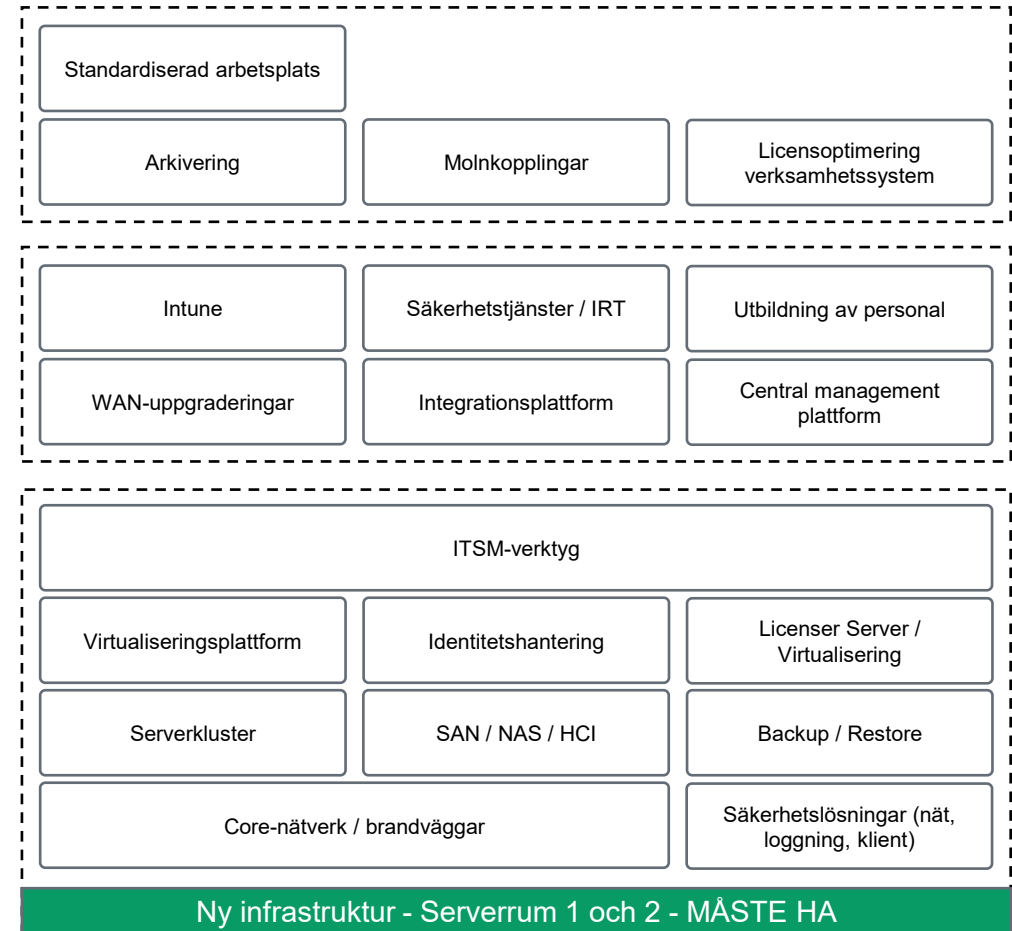 Standardiserad arbetsplats
Arkivering
Molnkopplingar
Licensoptimering
verksamhetssystem
Intune
Säkerhetstjänster / IRT
Utbildning av personal
WAN-uppgraderingar
Integrationsplattform
Central management
plattform
ITSM-verktyg
Virtualiseringsplattform
Identitetshantering
Licenser Server /
Virtualisering
Serverkluster
SAN / NAS / HCI
Backup / Restore
Core-nätverk / brandväggar
Säkerhetslösningar (nät,
loggning, klient)
Ny infrastruktur - Serverrum 1 och 2 - MÅSTE HA